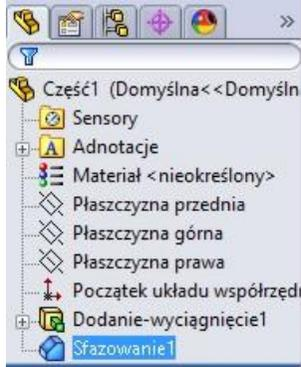 »
Część1 (Domyślna<<Domyśln
Sensory
A Adnotacje
Materiał <nieokreślony>
Płaszczyzna przednia
Płaszczyzna górna
Płaszczyzna prawa
Początek układu współrzędn
Dodanie-wyciągnięcie1
Sfazowanie1